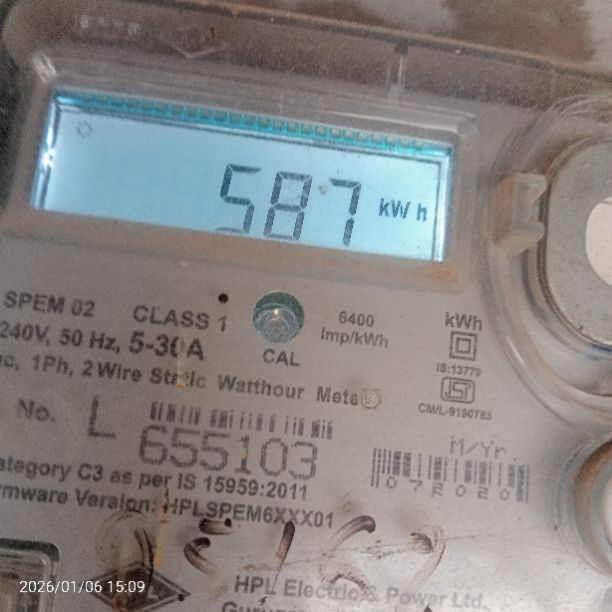 587 kWh
SPEM 02 CLASS 1 6400 kWh
240V, 50 Hz, 5-30A Imp/kWh
CAL IS:13779
1Ph, 2 Wire Static Watthour Meter
CM/L-9190783
No. L 655103 M/Yr.
ategory C3 as per IS 15959:2011
rmware Version: HPLSPEM6XXX01
HPL Electric & Power Ltd
2026/01/06 15:09